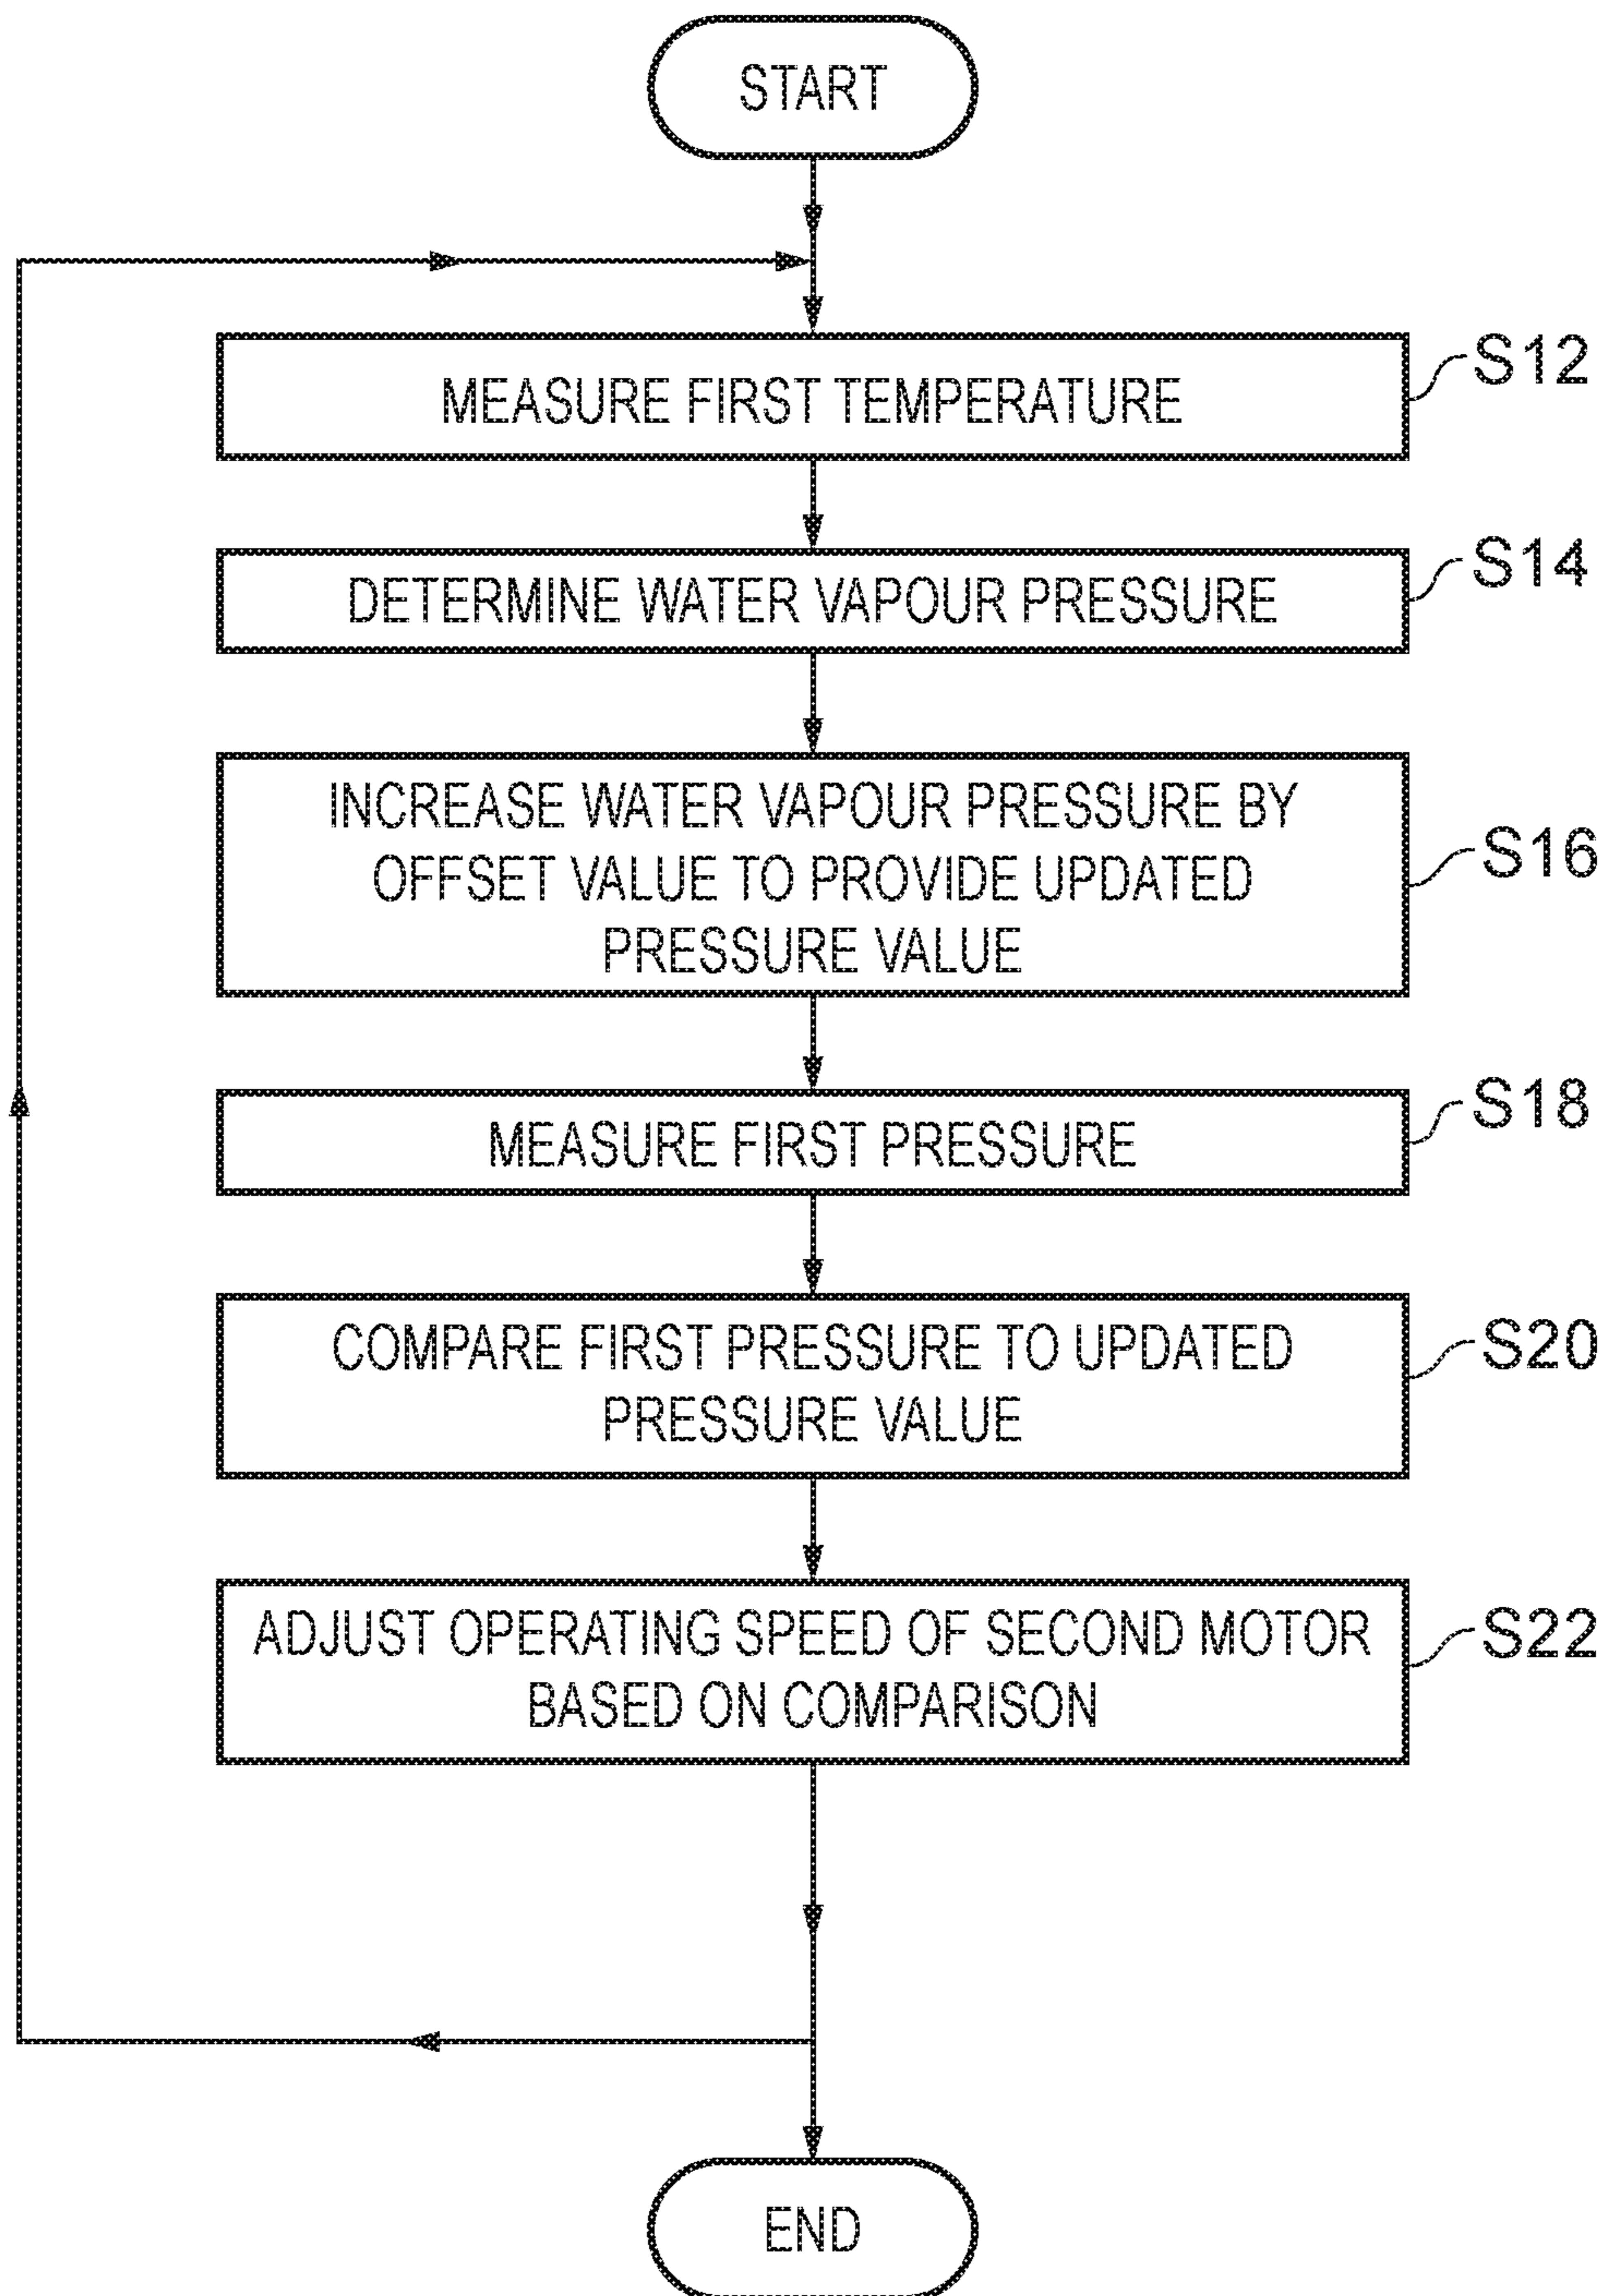 START
MEASURE FIRST TEMPERATURE
S12
DETERMINE WATER VAPOUR PRESSURE
S14
INCREASE WATER VAPOUR PRESSURE BY
OFFSET VALUE TO PROVIDE UPDATED
PRESSURE VALUE
S16
MEASURE FIRST PRESSURE
S18
COMPARE FIRST PRESSURE TO UPDATED
PRESSURE VALUE
S20
ADJUST OPERATING SPEED OF SECOND MOTOR
BASED ON COMPARISON
S22
END